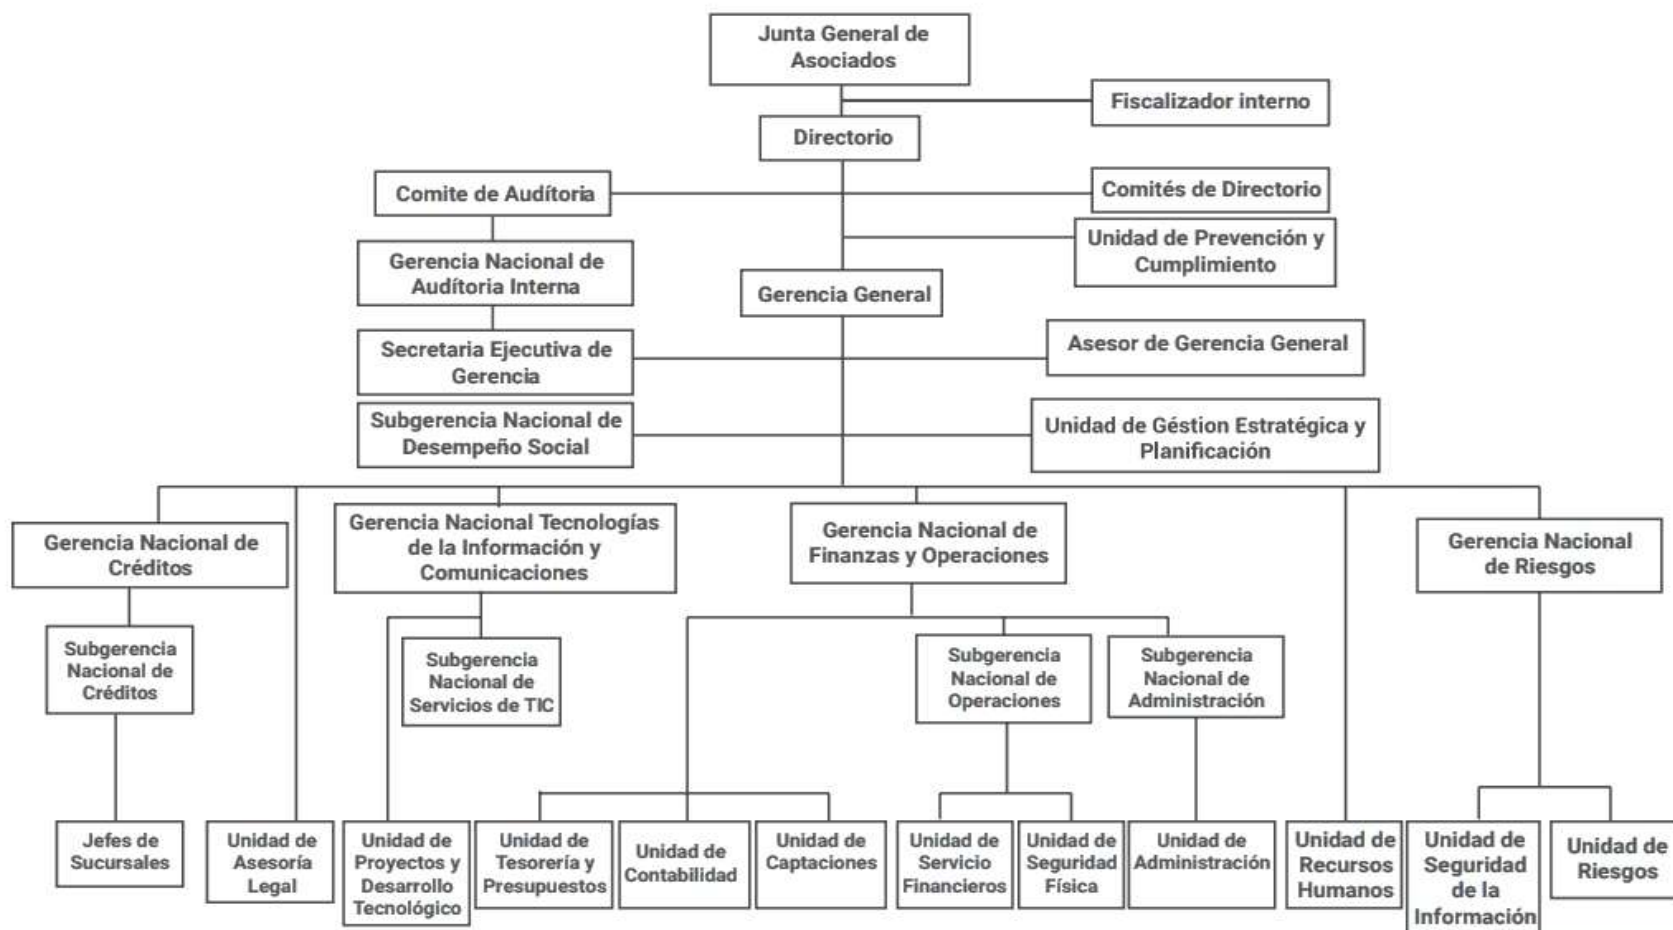 Junta General de
Asociados
Fiscalizador interno
Directorio
Comite de Audítoria
Comités de Directorio
Gerencia Nacional de
Audítoria Interna
Unidad de Prevención y
Cumplimiento
Gerencia General
Secretaria Ejecutiva de
Gerencia
Asesor de Gerencia General
Subgerencia Nacional de
Desempeño Social
Unidad de Géstion Estratégica y
Planificación
Gerencia Nacional de
Créditos
Gerencia Nacional Tecnologías
de la Información y
Comunicaciones
Gerencia Nacional de
Finanzas y Operaciones
Gerencia Nacional
de Riesgos
Subgerencia
Nacional de
Créditos
Subgerencia
Nacional de
Servicios de TIC
Subgerencia
Nacional de
Operaciones
Subgerencia
Nacional de
Administración
Jefes de
Sucursales
Unidad de
Asesoría
Legal
Unidad de
Proyectos y
Desarrollo
Tecnológico
Unidad de
Tesorería y
Presupuestos
Unidad de
Contabilidad
Unidad de
Captaciones
Unidad de
Servicio
Financieros
Unidad de
Seguridad
Física
Unidad de
Administración
Unidad de
Recursos
Humanos
Unidad de
Seguridad
de la
Información
Unidad de
Riesgos